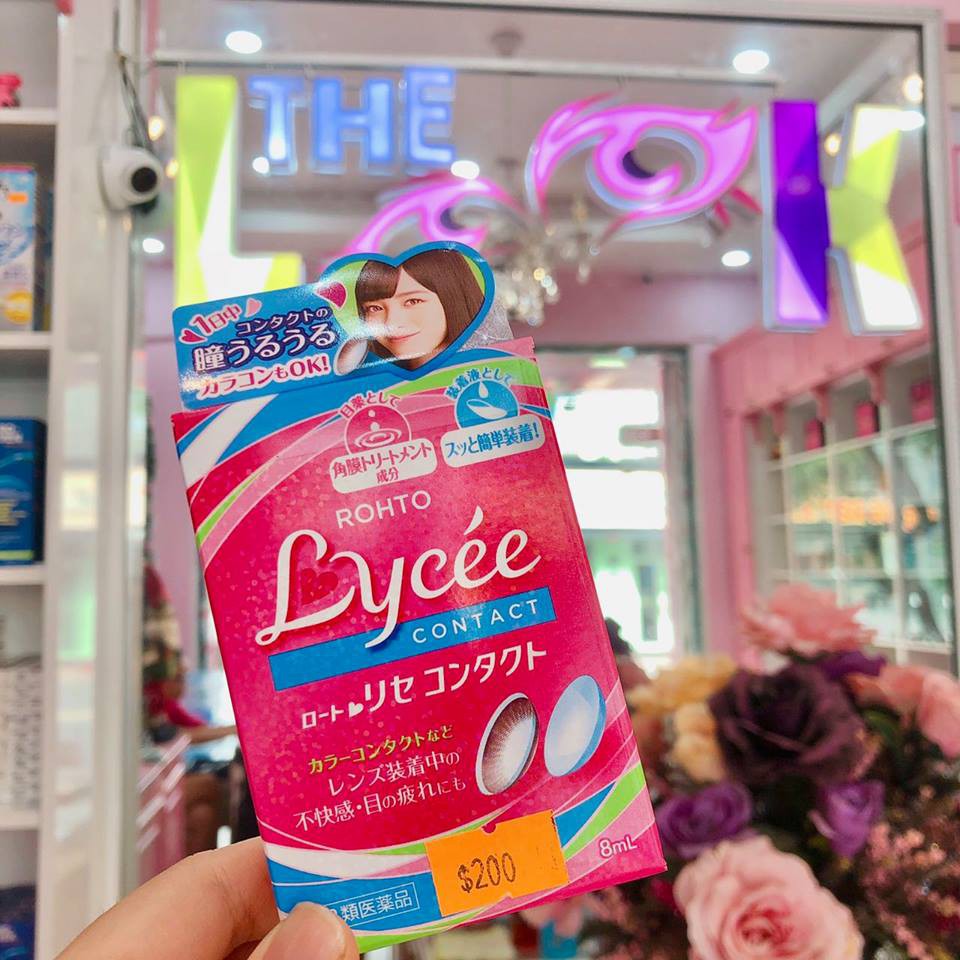 THE
LOOK
1日中
コンタクトの
瞳うるうる
カラコンもOK!
目薬として
角膜トリートメント
成分
装着液として
スッと簡単装着!
ROHTO
Lycée
CONTACT
ロート リセ コンタクト
カラーコンタクトなど
レンズ装着中の
不快感・目の疲れにも
$200
8mL
類医薬品